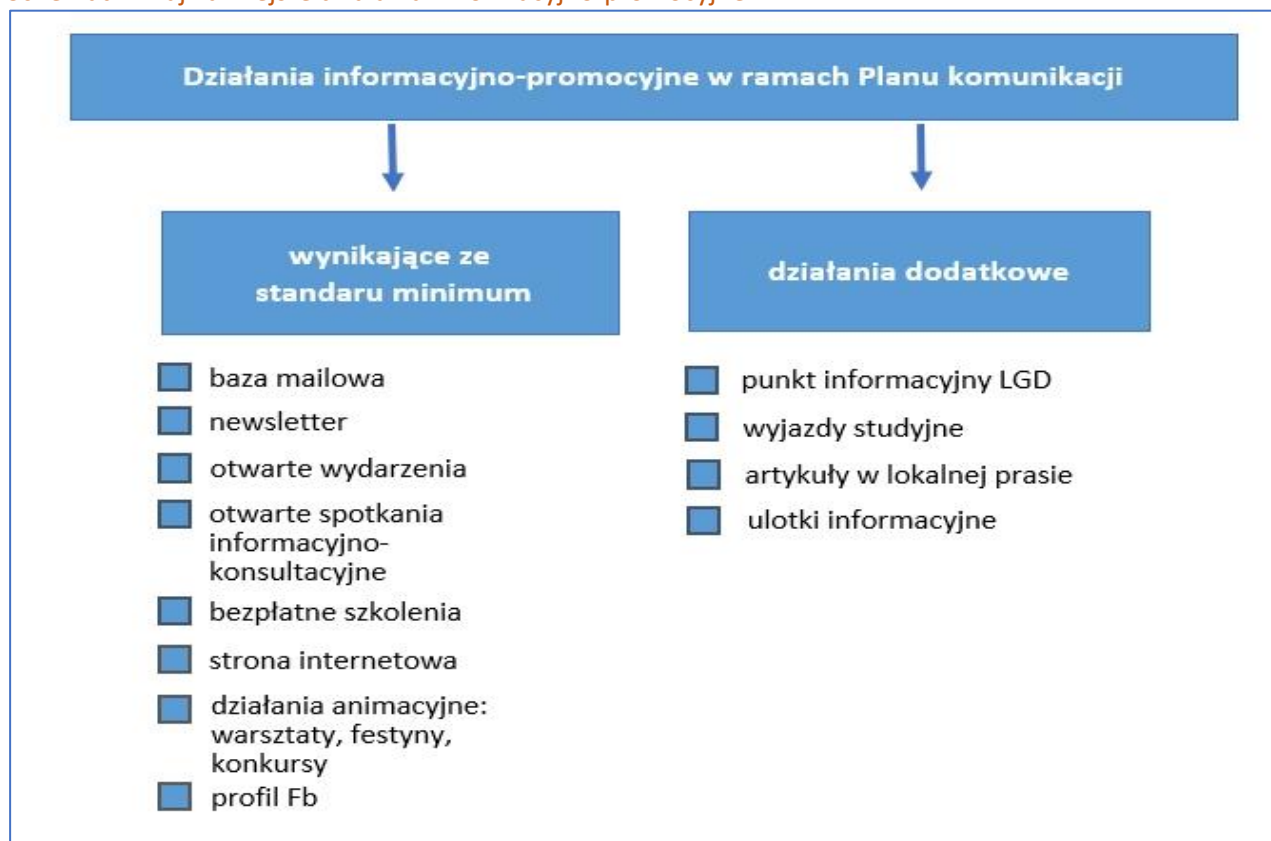 Działania informacyjno-promocyjne w ramach Planu komunikacji
wynikające ze
standaru minimum
baza mailowa
newsletter
otwarte wydarzenia
otwarte spotkania
informacyjno-
konsultacyjne
bezpłatne szkolenia
strona internetowa
działania animacyjne:
warsztaty, festyny,
konkursy
profil Fb
działania dodatkowe
punkt informacyjny LGD
wyjazdy studyjne
artykuły w lokalnej prasie
ulotki informacyjne